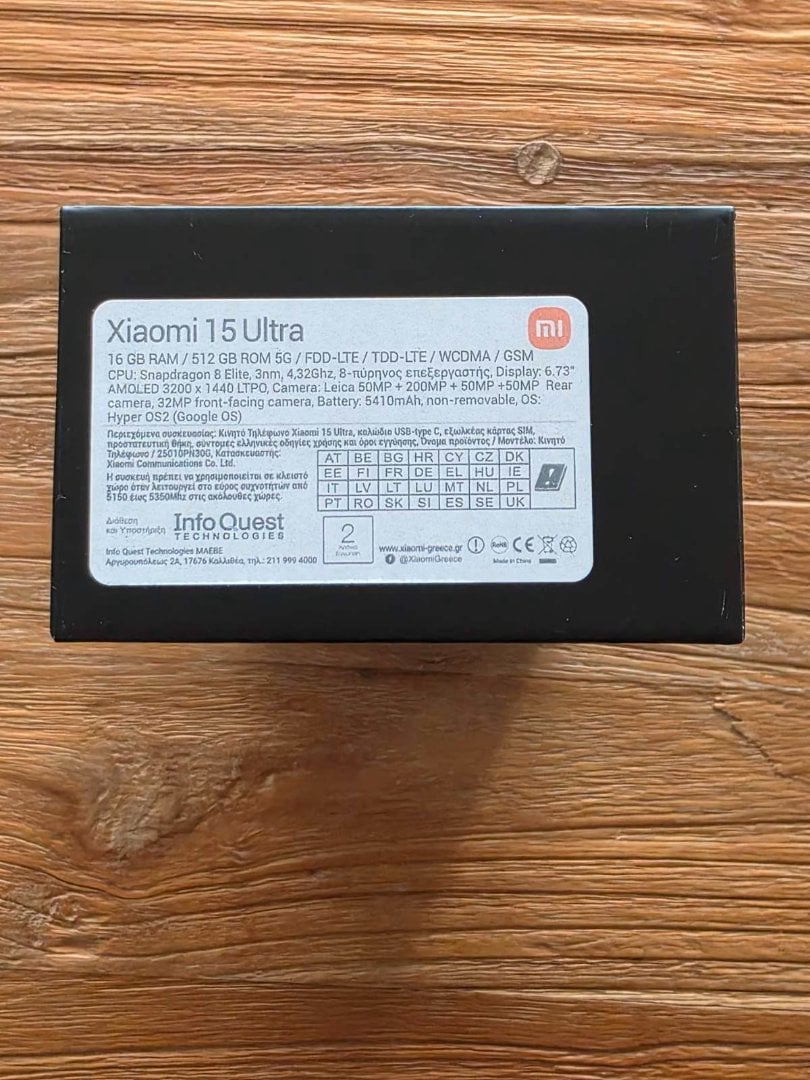 Xiaomi 15 Ultra
mi
16 GB RAM / 512 GB ROM 5G / FDD-LTE / TDD-LTE / WCDMA / GSM
CPU: Snapdragon 8 Elite, 3nm, 4,32Ghz, 8-πύρηνος επεξεργαστής, Display: 6.73"
AMOLED 3200 x 1440 LTPO, Camera: Leica 50MP + 200MP + 50MP +50MP Rear
camera, 32MP front-facing camera, Battery: 5410mAh, non-removable, OS:
Hyper OS2 (Google OS)
Περιεχόμενα συσκευασίας: Κινητό Τηλέφωνο Xiaomi 15 Ultra, καλώδιο USB-type C, εξωλκέας κάρτας SIM,
προστατευτική θήκη, σύντομες ελληνικές οδηγίες χρήσης και όροι εγγύησης, Όνομα προϊόντος / Μοντέλο: Κινητό
Τηλέφωνο / 25010PN30G, Κατασκευαστής:
Xiaomi Communications Co. Ltd.
Η συσκευή πρέπει να χρησιμοποιείται σε κλειστό
χώρο όταν λειτουργεί στο εύρος συχνοτήτων από
5150 έως 5350Mhz στις ακόλουθες χώρες.
AT BE BG HR CY CZ DK
EE FI FR DE EL HU IE
IT LV LT LU MT NL PL
PT RO SK SI ES SE UK
Διάθεση
και Υποστήριξη
Info Quest
TECHNOLOGIES
Info Quest Technologies ΜΑΕΒΕ
Αργυρουπόλεως 2Α, 17676 Καλλιθέα, τηλ.: 211 999 4000
2
Χρόνια
Εγγύηση
www.xiaomi-greece.gr
@XiaomiGreece
RoHS
CE
Made in China